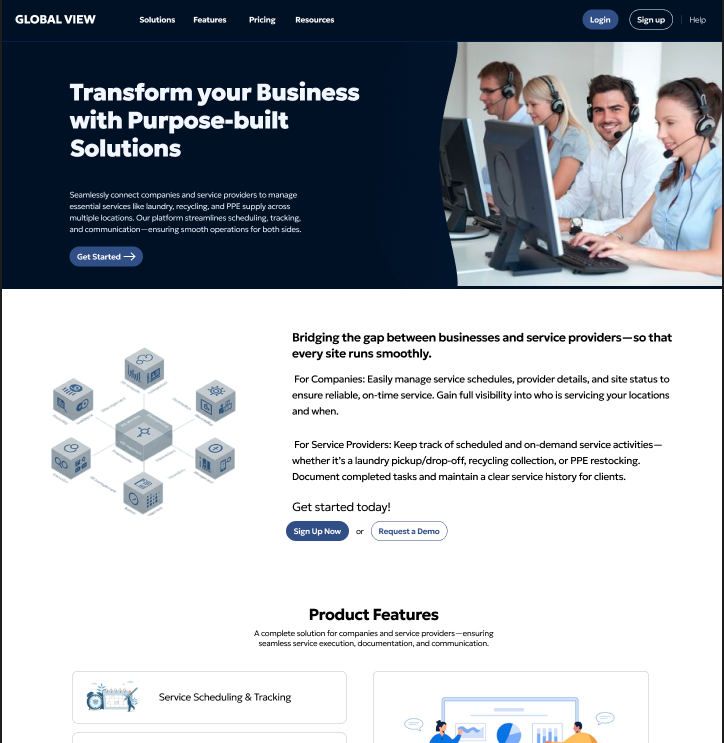 GLOBAL VIEW
Solutions
Features
Pricing
Resources
Login
Sign up
Help
Transform your Business
with Purpose-built
Solutions
Seamlessly connect companies and service providers to manage
essential services like laundry, recycling, and PPE supply across
multiple locations. Our platform streamlines scheduling, tracking,
and communication—ensuring smooth operations for both sides.
Get Started
Bridging the gap between businesses and service providers—so that
every site runs smoothly.
For Companies: Easily manage service schedules, provider details, and site status to
ensure reliable, on-time service. Gain full visibility into who is servicing your locations
and when.
For Service Providers: Keep track of scheduled and on-demand service activities—
whether it's a laundry pickup/drop-off, recycling collection, or PPE restocking.
Document completed tasks and maintain a clear service history for clients.
Get started today!
Sign Up Now
or
Request a Demo
Product Features
A complete solution for companies and service providers—ensuring
seamless service execution, documentation, and communication.
Service Scheduling & Tracking